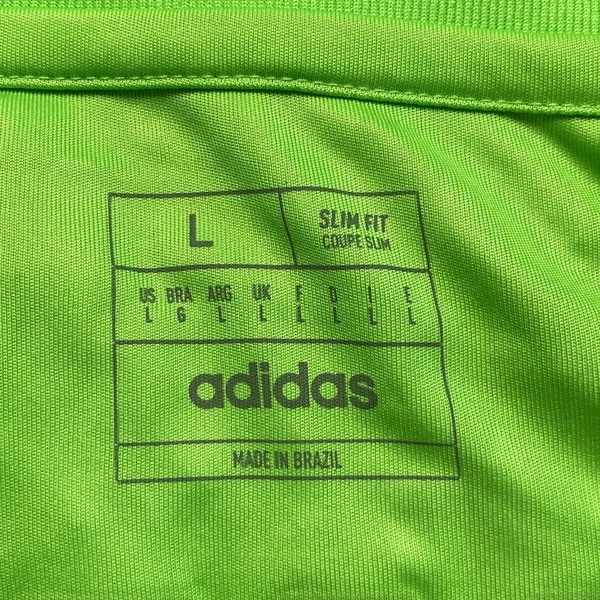 L
SLIM FIT
COUPE SLIM
US BRA ARG UK F D I E
L G L L L L L L
adidas
MADE IN BRAZIL